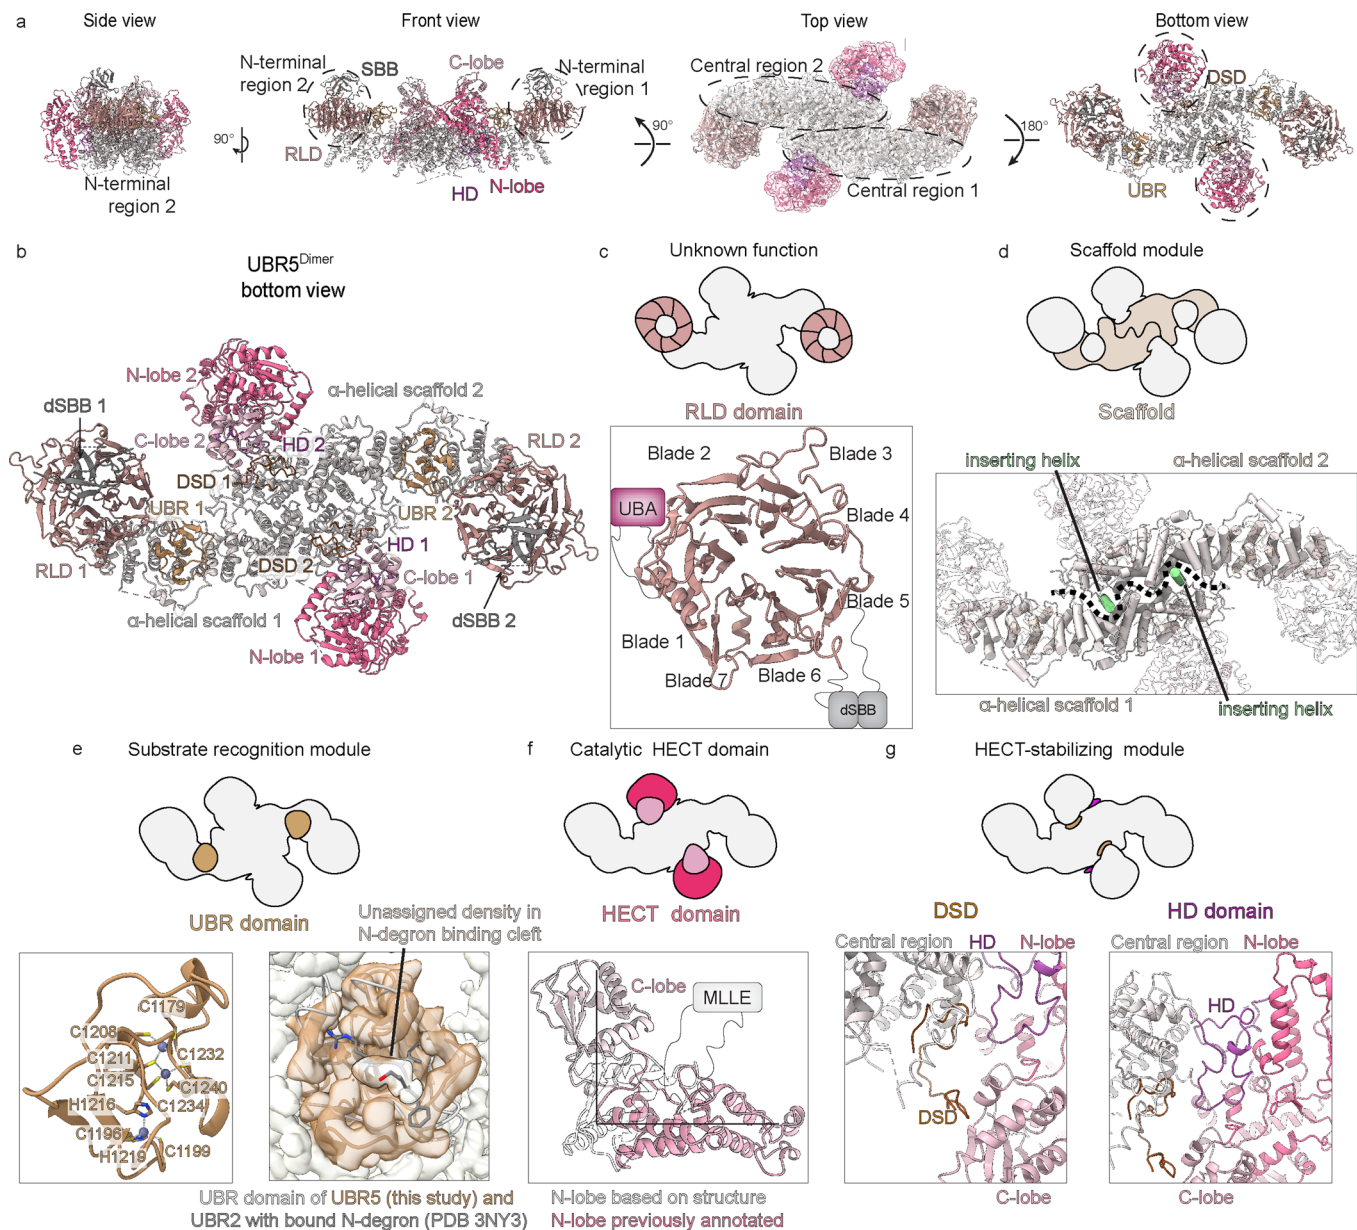 a
Side view
Front view
Top view
Bottom view
N-terminal
region 2
SBB
C-lobe
N-terminal
region 1
RLD
HD
N-lobe
N-terminal
region 2
90°
90°
180°
Central region 2
Central region 1
DSD
UBR
b
UBR5Dimer
bottom view
N-lobe 2
α-helical scaffold 2
dSBB 1
C-lobe 2
HD 2
RLD 2
DSD 1
UBR 1
UBR 2
HD 1
RLD 1
DSD 2
C-lobe 1
α-helical scaffold 1
dSBB 2
N-lobe 1
c
Unknown function
RLD domain
Blade 2
Blade 3
UBA
Blade 4
Blade 5
Blade 1
Blade 6
Blade 7
dSBB
d
Scaffold module
Scaffold
inserting helix
α-helical scaffold 2
α-helical scaffold 1
inserting helix
e
Substrate recognition module
UBR domain
Unassigned density in
N-degron binding cleft
C1179
C1208
C1232
C1211
C1215
C1240
H1216
C1234
C1196
C1199
H1219
UBR domain of UBR5 (this study) and
UBR2 with bound N-degron (PDB 3NY3)
f
Catalytic HECT domain
HECT domain
C-lobe
MLLE
N-lobe based on structure
N-lobe previously annotated
g
HECT-stabilizing module
DSD
HD domain
Central region
HD
N-lobe
DSD
C-lobe
Central region
N-lobe
HD
DSD
C-lobe